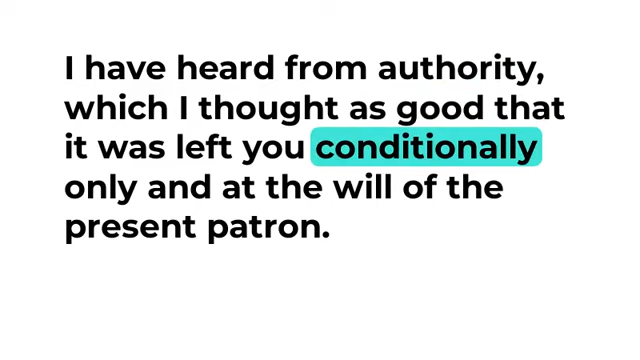 I have heard from authority,
which I thought as good that
it was left you conditionally
only and at the will of the
present patron.